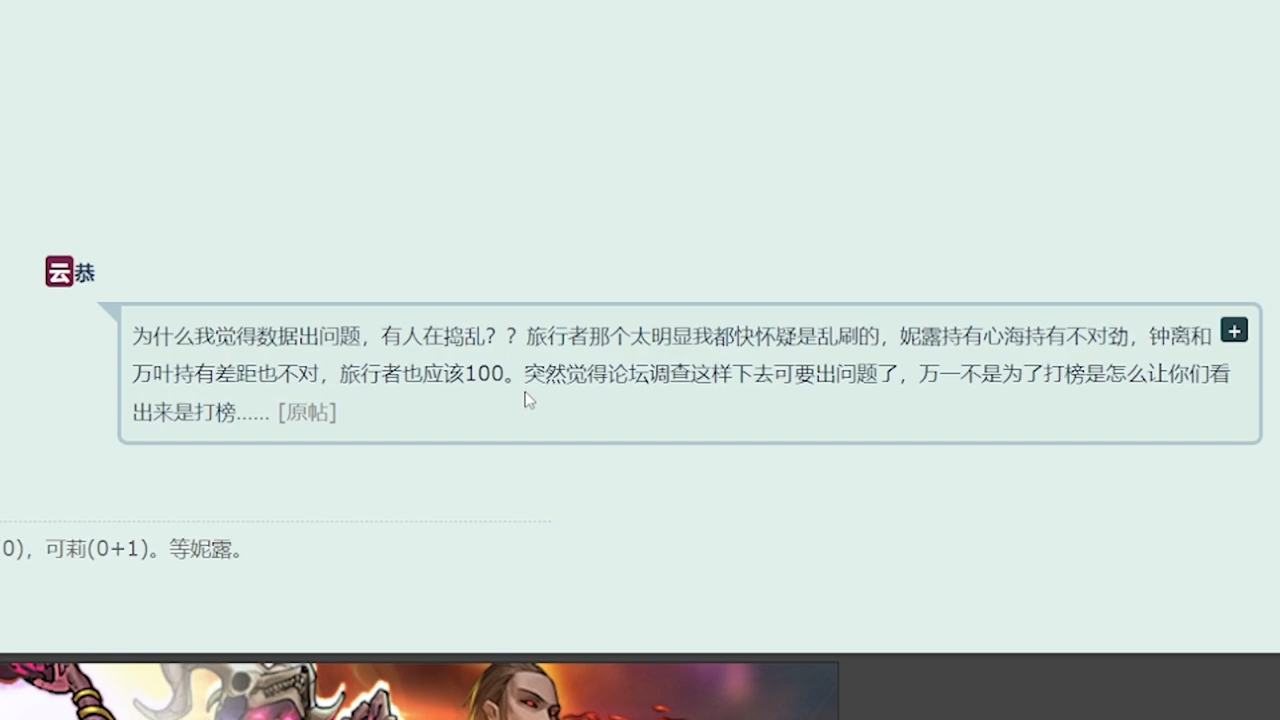 云恭
为什么我觉得数据出问题，有人在捣乱？？旅行者那个太明显我都快怀疑是乱刷的，妮露持有心海持有不对劲，钟离和
万叶持有差距也不对，旅行者也应该100。突然觉得论坛调查这样下去可要出问题了，万一不是为了打榜是怎么让你们看
出来是打榜…… [原帖]
0)，可莉(0+1)。等妮露。